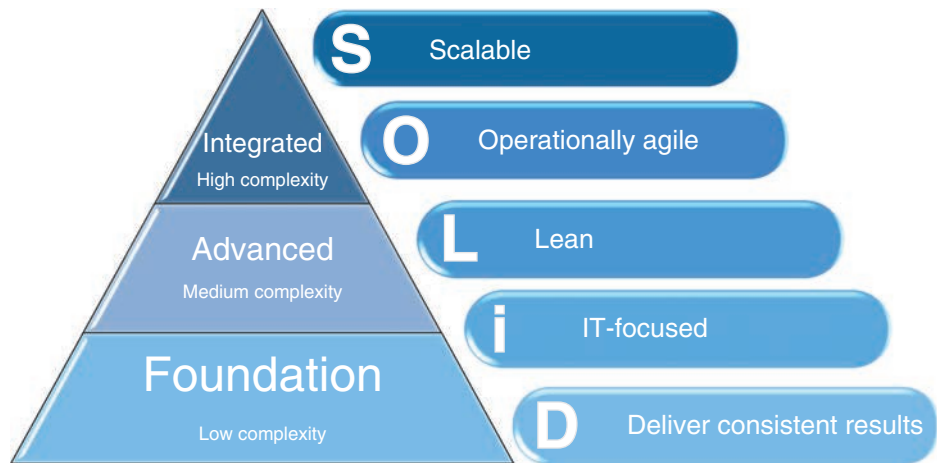 S Scalable
O Operationally agile
Integrated
High complexity
L Lean
Advanced
Medium complexity
i IT-focused
Foundation
Low complexity
D Deliver consistent results